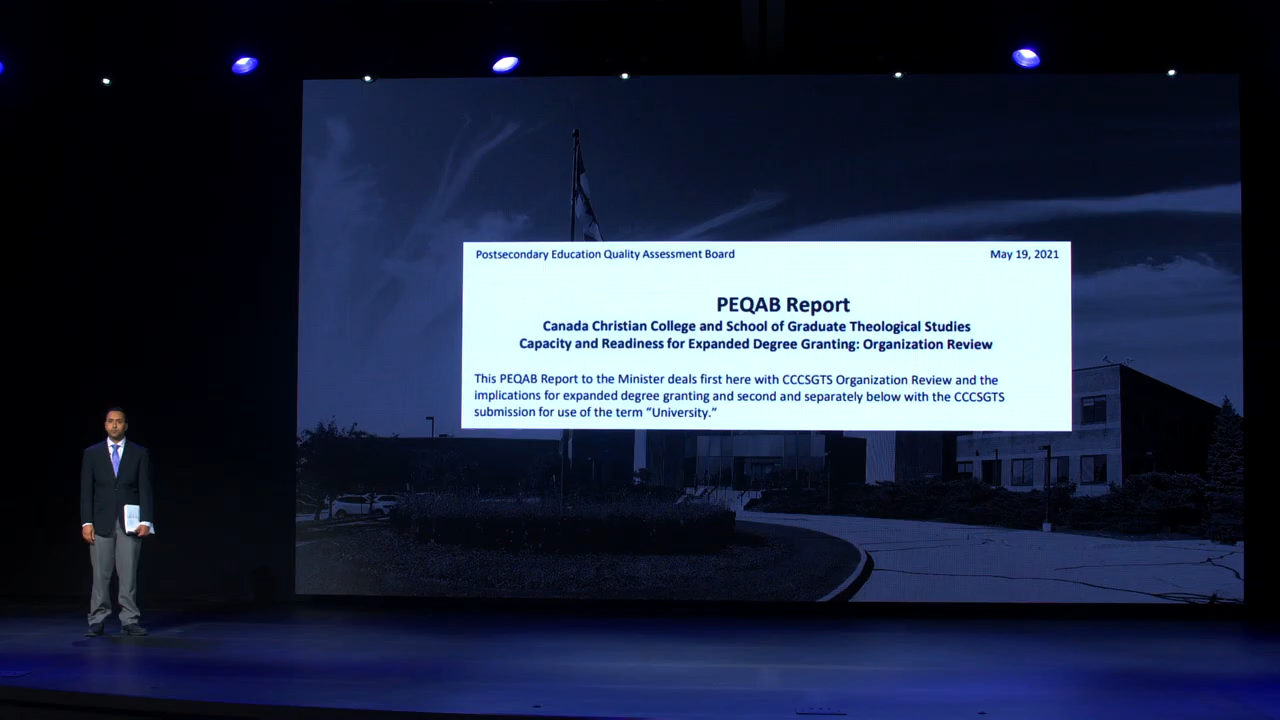 Postsecondary Education Quality Assessment Board May 19, 2021
PEQAB Report
Canada Christian College and School of Graduate Theological Studies
Capacity and Readiness for Expanded Degree Granting: Organization Review
This PEQAB Report to the Minister deals first here with CCCSGTS Organization Review and the
implications for expanded degree granting and second and separately below with the CCCSGTS
submission for use of the term “University.”